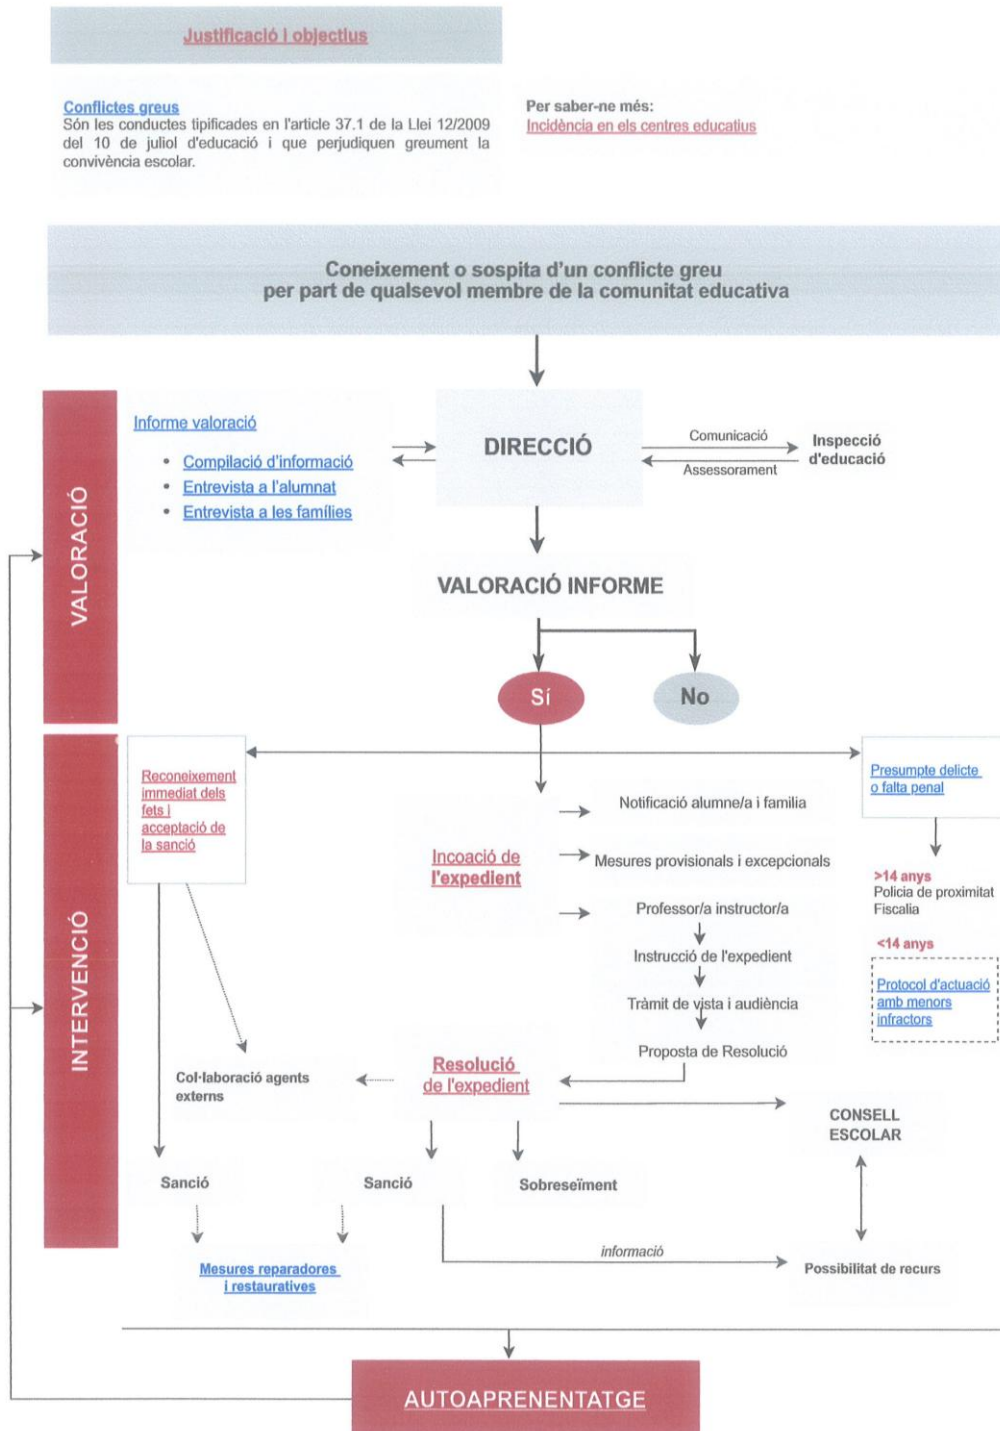 Justificació i objectius
Conflictes greus
Són les conductes tipificades en l'article 37.1 de la Llei 12/2009
del 10 de juliol d'educació i que perjudiquen greument la
convivència escolar.
Per saber-ne més:
Incidència en els centres educatius
Coneixement o sospita d'un conflicte greu
per part de qualsevol membre de la comunitat educativa
VALORACIÓ
Informe valoració
• Compilació d'informació
• Entrevista a l'alumnat
• Entrevista a les famílies
DIRECCIÓ
Comunicació
Assessorament
Inspecció
d'educació
VALORACIÓ INFORME
Sí
No
INTERVENCIÓ
Reconeixement
immediat dels
fets i
acceptació de
la sanció
Incoació de
l'expedient
Notificació alumne/a i familia
Mesures provisionals i excepcionals
Professor/a instructor/a
Instrucció de l'expedient
Tràmit de vista i audiència
Proposta de Resolució
Presumpte delicte
o falta penal
>14 anys
Policia de proximitat
Fiscalia
<14 anys
Protocol d'actuació
amb menors
infractors
Col·laboració agents
externs
Resolució
de l'expedient
CONSELL
ESCOLAR
Sanció
Sanció
Sobreseïment
informació
Possibilitat de recurs
Mesures reparadores
i restauratives
AUTOAPRENENTATGE